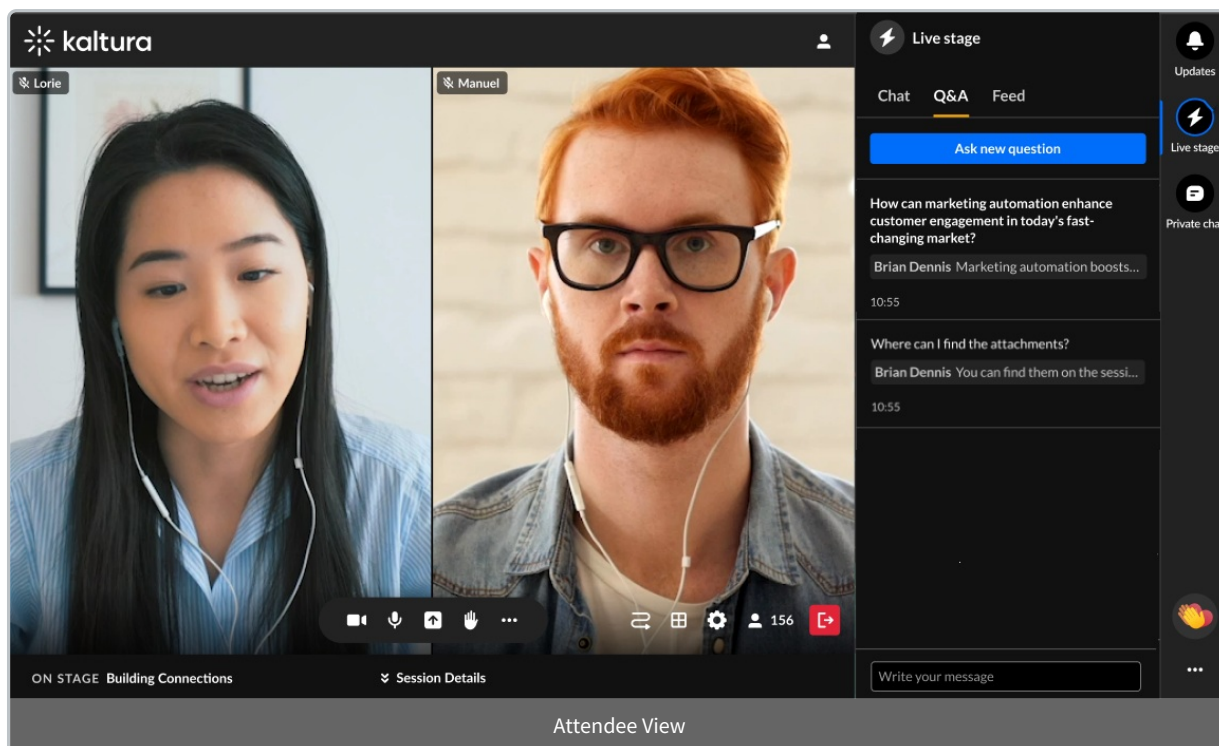 kaltura
Lorie
Manuel
156
ON STAGE Building Connections
Session Details
Live stage
Chat Q&A Feed
Ask new question
How can marketing automation enhance
customer engagement in today's fast-
changing market?
Brian Dennis Marketing automation boosts...
10:55
Where can I find the attachments?
Brian Dennis You can find them on the sessi...
10:55
Write your message
Updates
Live stage
Private cha
Attendee View